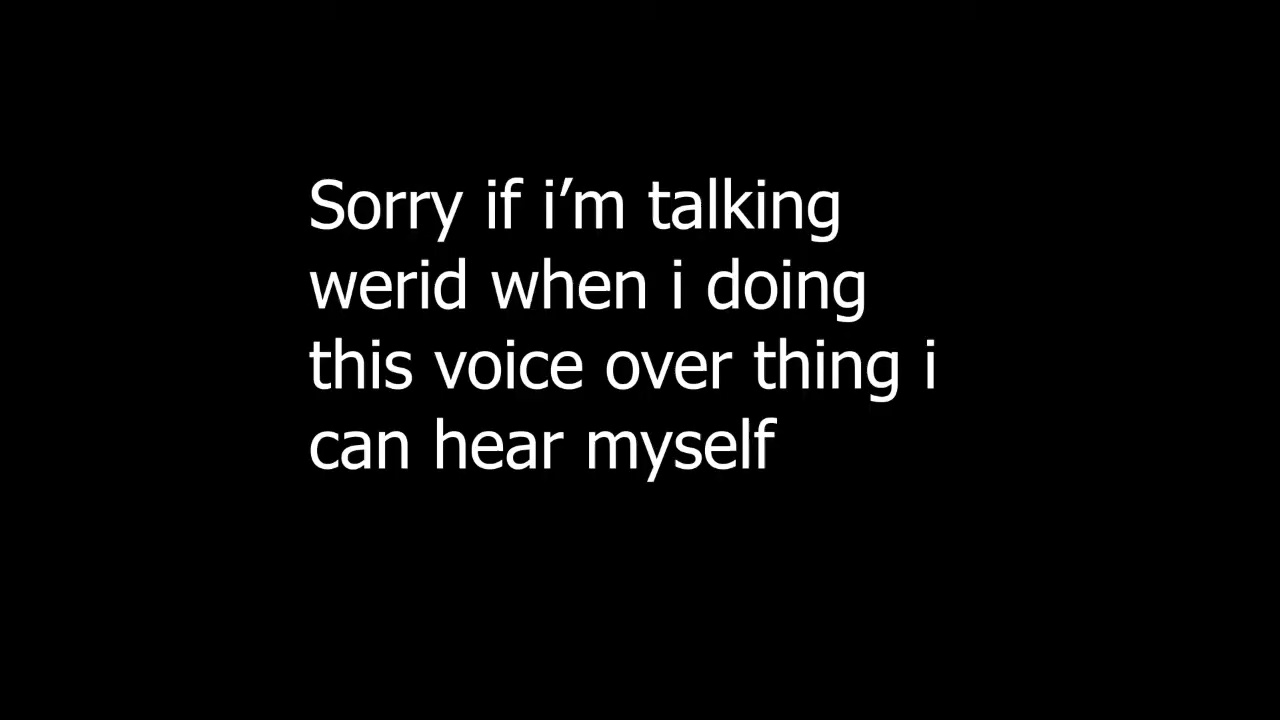 Sorry if i’m talking
werid when i doing
this voice over thing i
can hear myself